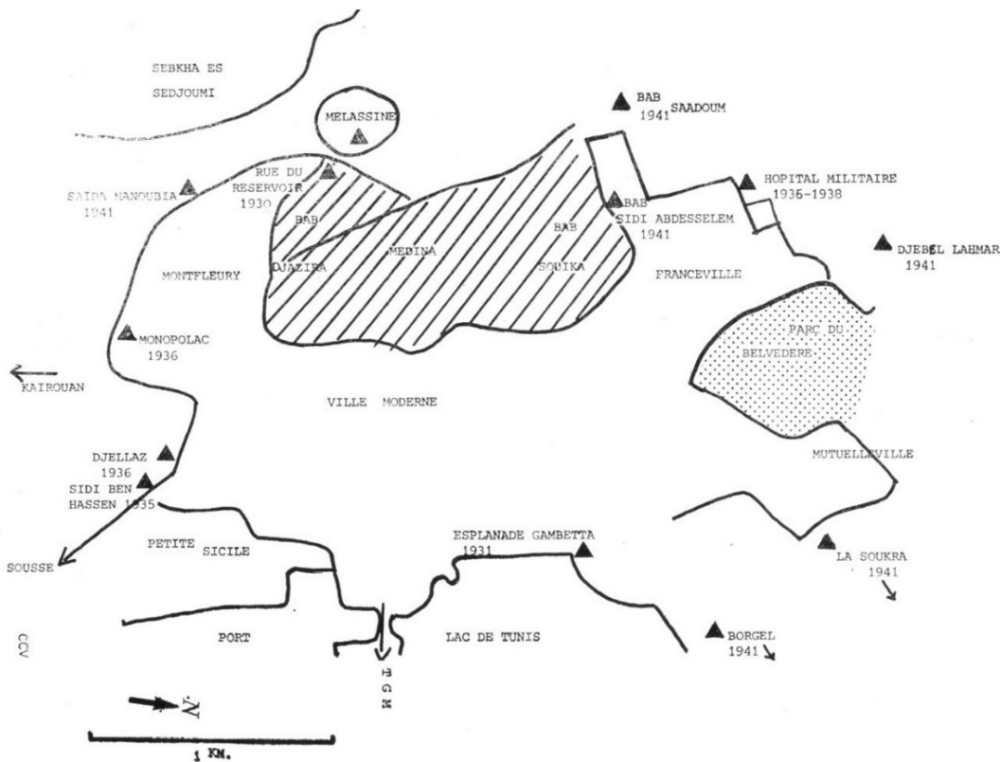 SEBKHA ES
SEDJOUMI
MELASSINE
BAB SAADOUM
1941
SAÏDA MANOUBIA
1941
RUE DU
RESERVOIR
1930
HOPITAL MILITAIRE
1936-1938
BAB
SIDI ABDESSELEM
1941
BAB
DJAZIRA
MEDINA
BAB
SOUIKA
DJEBEL LAHMAR
1941
MONTFLEURY
FRANCEVILLE
PARC DU
BELVEDERE
MONOPOLAC
1936
KAIROUAN
VILLE MODERNE
DJELLAZ
1936
MUTUELLEVILLE
SIDI BEN
HASSEN 1935
PETITE
SICILE
ESPLANADE GAMBETTA
1931
SOUSSE
LA SOUKRA
1941
PORT
LAC DE TUNIS
BORGEL
1941
CCV
T G M
N
1 KM.